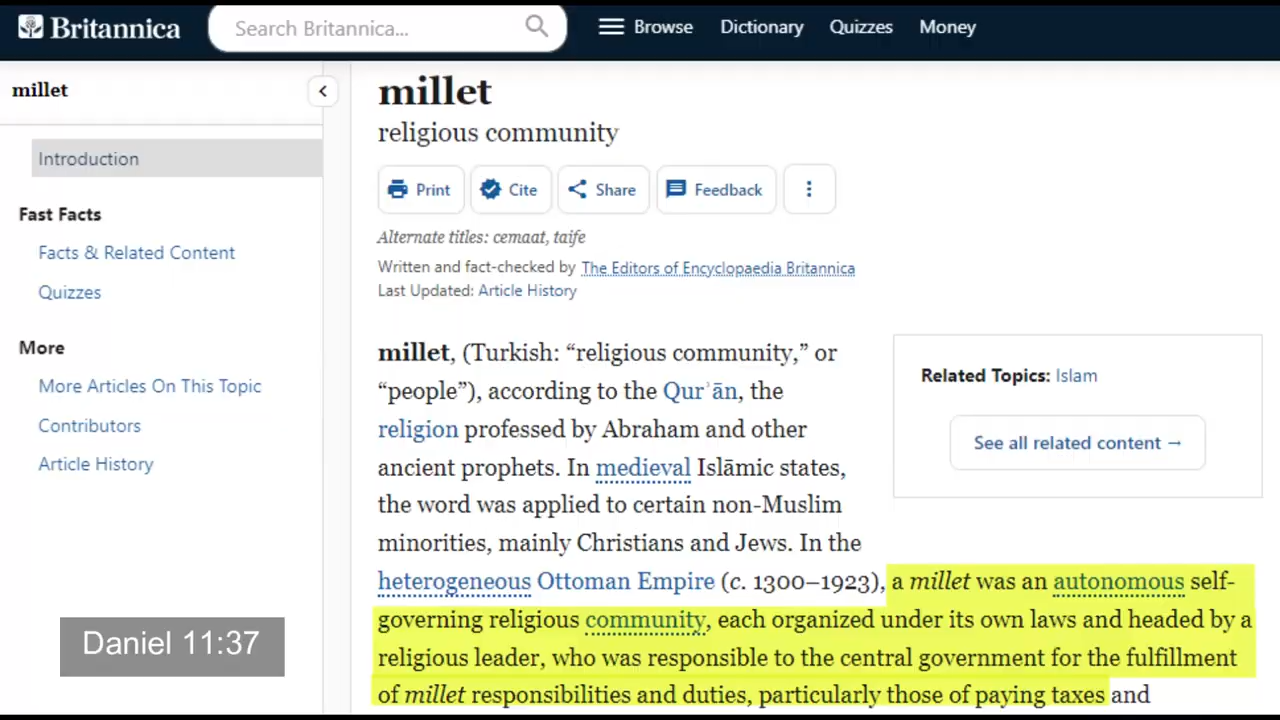 Britannica
Search Britannica...
Browse
Dictionary
Quizzes
Money
millet
Introduction
Fast Facts
Facts & Related Content
Quizzes
More
More Articles On This Topic
Contributors
Article History
Daniel 11:37
millet
religious community
Print
Cite
Share
Feedback
Alternate titles: cemaat, taife
Written and fact-checked by The Editors of Encyclopaedia Britannica
Last Updated: Article History
millet, (Turkish: “religious community,” or
“people”), according to the Qurʾān, the
religion professed by Abraham and other
ancient prophets. In medieval Islāmic states,
the word was applied to certain non-Muslim
minorities, mainly Christians and Jews. In the
heterogeneous Ottoman Empire (c. 1300–1923), a millet was an autonomous self-
governing religious community, each organized under its own laws and headed by a
religious leader, who was responsible to the central government for the fulfillment
of millet responsibilities and duties, particularly those of paying taxes and
Related Topics: Islam
See all related content →